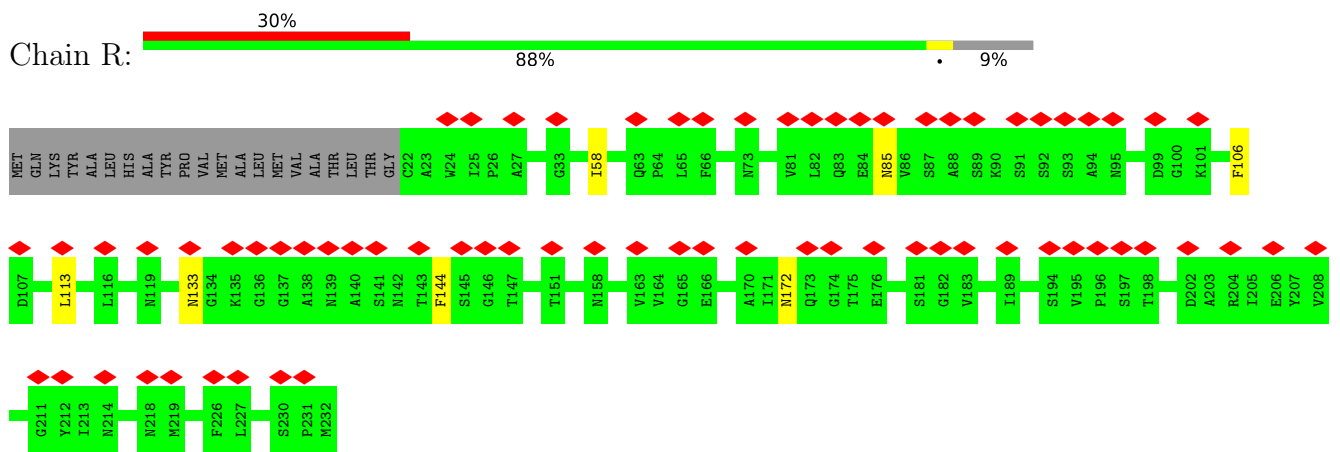 30%
Chain R:
88% • 9%
MET GLN LYS TYR ALA LEU HIS ALA TYR PRO VAL MET ALA LEU MET VAL ALA THR LEU THR GLY C22 A23 W24 I25 P26 A27 G33 I58 Q63 P64 L65 F66 N73 V81 L82 Q83 E84 N85 V86 S87 A88 S89 K90 S91 S92 S93 A94 N95 D99 G100 K101 F106
D107 L113 L116 N119 N133 G134 K135 G136 G137 A138 N139 A140 S141 N142 T143 F144 S145 G146 T147 T151 N158 V163 V164 G165 E166 A170 I171 N172 Q173 G174 T175 E176 S181 G182 V183 I189 S194 V195 P196 S197 T198 D202 A203 R204 I205 E206 Y207 V208
G211 Y212 I213 N214 N218 M219 F226 L227 S230 P231 M232